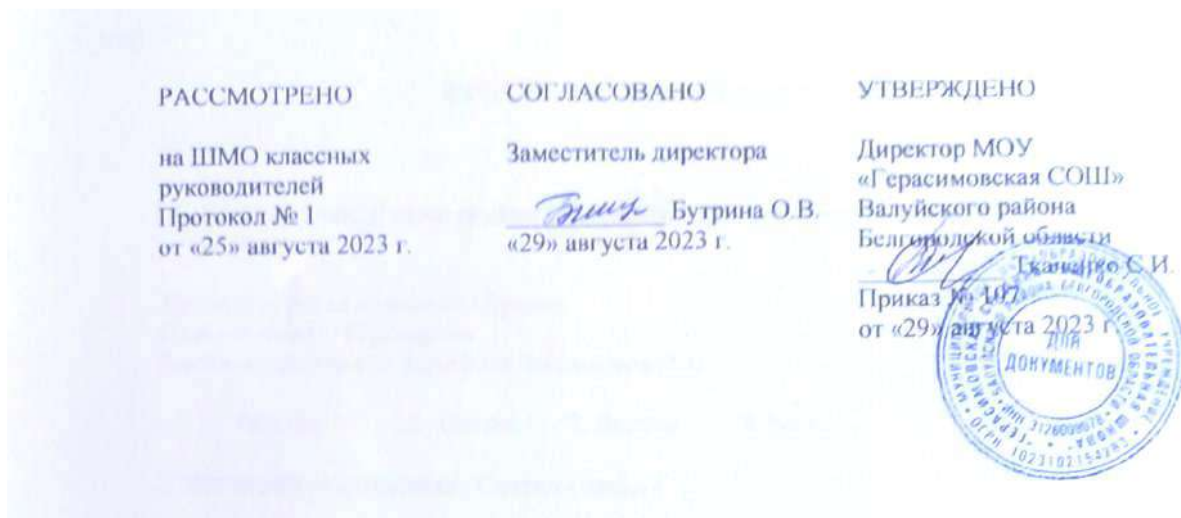 РАССМОТРЕНО
на ШМО классных
руководителей
Протокол № 1
от «25» августа 2023 г.
СОГЛАСОВАНО
Заместитель директора
Бутрина О.В.
«29» августа 2023 г.
УТВЕРЖДЕНО
Директор МОУ
«Герасимовская СОШ»
Валуйского района
Белгородской области
Ткаченко С.И.
Приказ № 107
от «29» августа 2023 г.
ДЛЯ
ДОКУМЕНТОВ